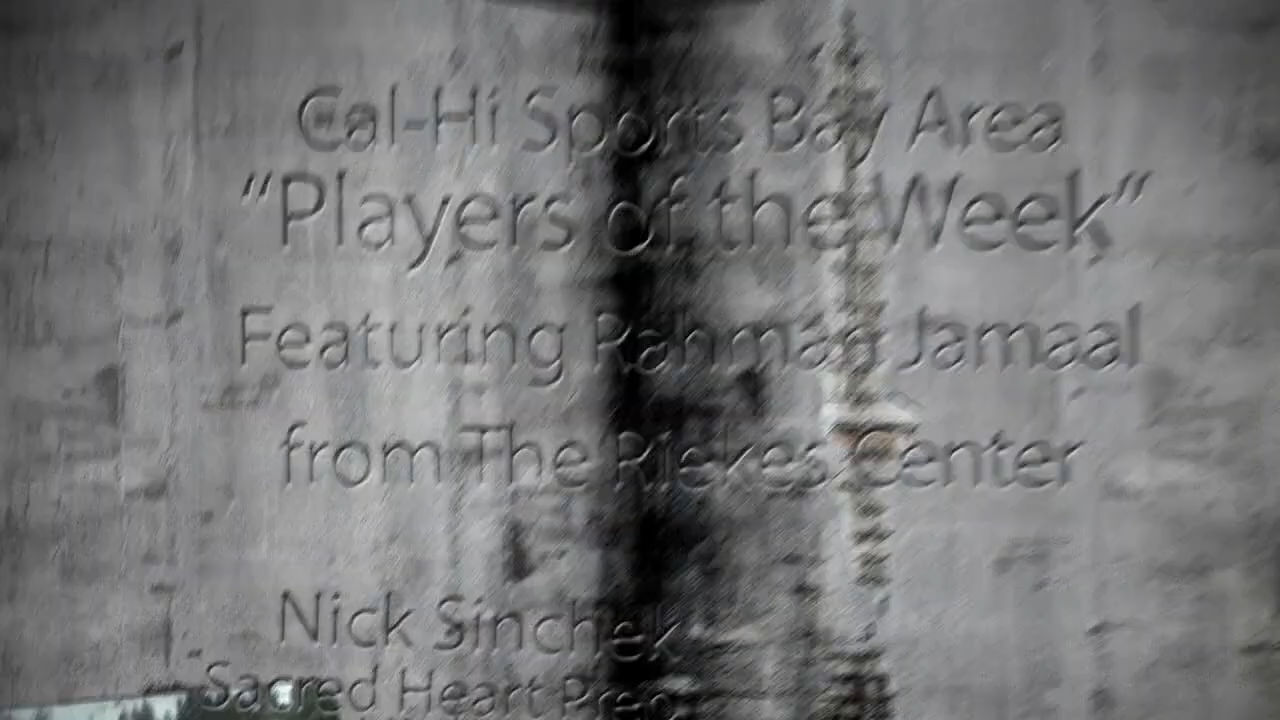 Cal-Hi Sports Bay Area
“Players of the Week”
Featuring Rahman Jamaal
from The Riekes Center
Nick Sinchek
Sacred Heart Prep